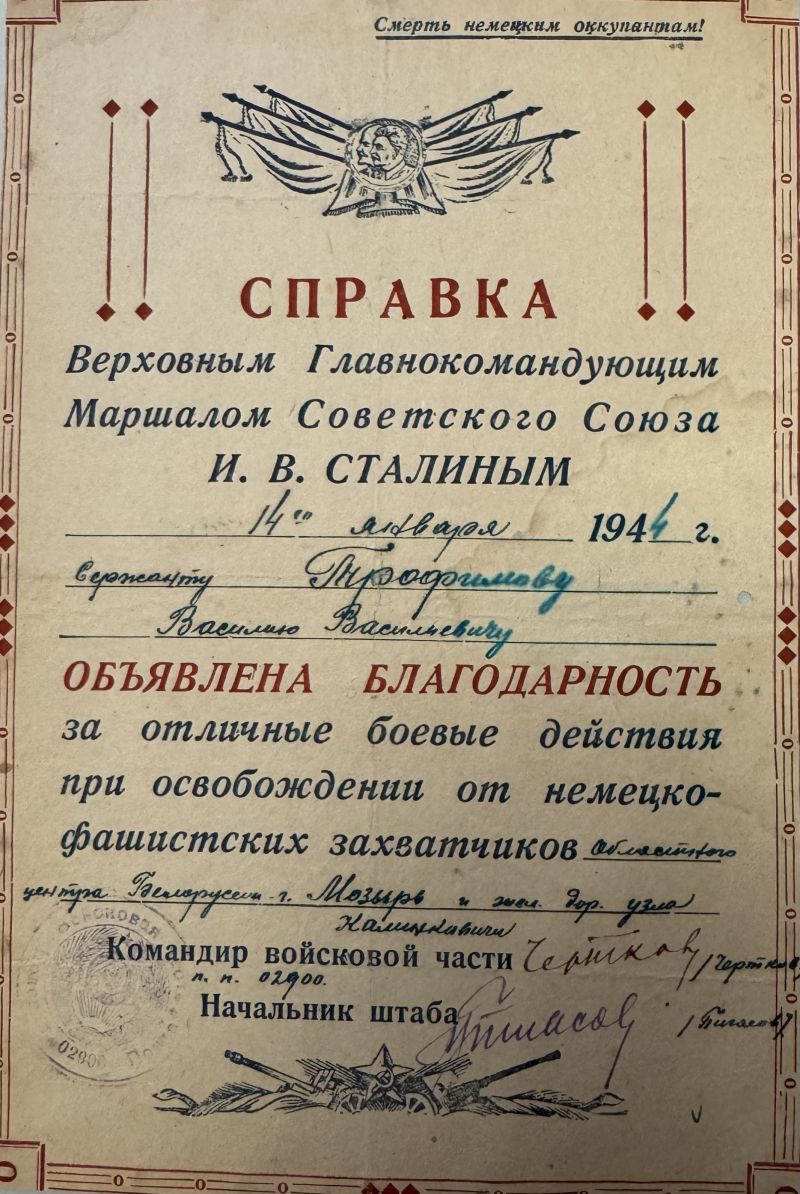 Смерть немецким оккупантам!
СПРАВКА
Верховным Главнокомандующим
Маршалом Советского Союза
И. В. СТАЛИНЫМ
14го января 1944 г.
Сержанту Трофимову
Василию Васильевичу
ОБЪЯВЛЕНА БЛАГОДАРНОСТЬ
за отличные боевые действия
при освобождении от немецко-
фашистских захватчиков областного
центра Белоруссии г. Мозырь и жел. дор. узла
Калинковичи
Командир войсковой части Чертков /Чертков/
п. п. 02900.
Начальник штаба /Пигасов/
02900